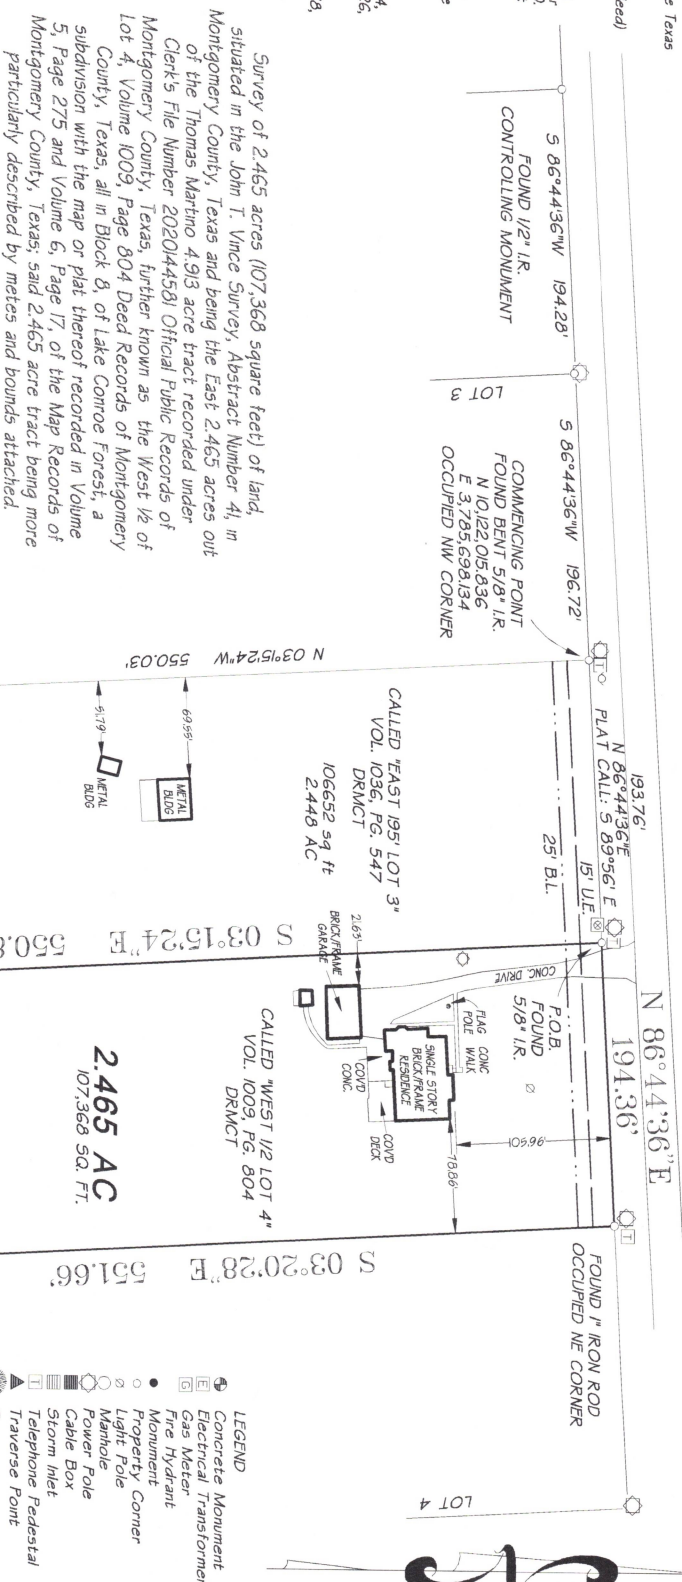 e Texas
eed)
S 86°44'36"W 194.28'
FOUND 1/2" I.R.
CONTROLLING MONUMENT
LOT 3
S 86°44'36"W 196.72'
COMMENCING POINT
FOUND BENT 5/8" I.R.
N 10,122,015.836
E 3,785,698.134
OCCUPIED NW CORNER
193.76'
N 86°44'36"E
PLAT CALL: S 89°56' E
15' U.E.
25' B.L.
N 86°44'36"E
194.36'
P.O.B.
FOUND
5/8" I.R.
FOUND 1" IRON ROD
OCCUPIED NE CORNER
LOT 4
Survey of 2.465 acres (107,368 square feet) of land,
situated in the John T. Vince Survey, Abstract Number 41, in
Montgomery County, Texas and being the East 2.465 acres out
of the Thomas Martino 4.913 acre tract recorded under
Clerk's File Number 2020144581 Official Public Records of
Montgomery County, Texas, further known as the West 1/2 of
Lot 4, Volume 1009, Page 804 Deed Records of Montgomery
County, Texas, all in Block 8, of Lake Conroe Forest, a
subdivision with the map or plat thereof recorded in Volume
5, Page 275 and Volume 6, Page 17, of the Map Records of
Montgomery County, Texas; said 2.465 acre tract being more
particularly described by metes and bounds attached.
N 03°15'24"W 550.03'
69.55'
METAL
BLDG
51.79'
METAL
BLDG
CALLED "EAST 195' LOT 3"
VOL. 1036, PG. 547
DRMCT
106652 sq ft
2.448 AC
S 03°15'24"E 550.8
21.63'
BRICK/FRAME
GARAGE
CONC. DRIVE
FLAG
POLE
CONC
WALK
SINGLE STORY
BRICK/FRAME
RESIDENCE
COV'D
CONC.
COV'D
DECK
105.96'
78.86'
CALLED "WEST 1/2 LOT 4"
VOL. 1009, PG. 804
DRMCT
2.465 AC
107,368 SQ. FT.
S 03°20'28"E 551.66'
LEGEND
Concrete Monument
E Electrical Transformer
G Gas Meter
Fire Hydrant
Monument
Property Corner
Light Pole
Manhole
Power Pole
Cable Box
Storm Inlet
T Telephone Pedestal
Traverse Point